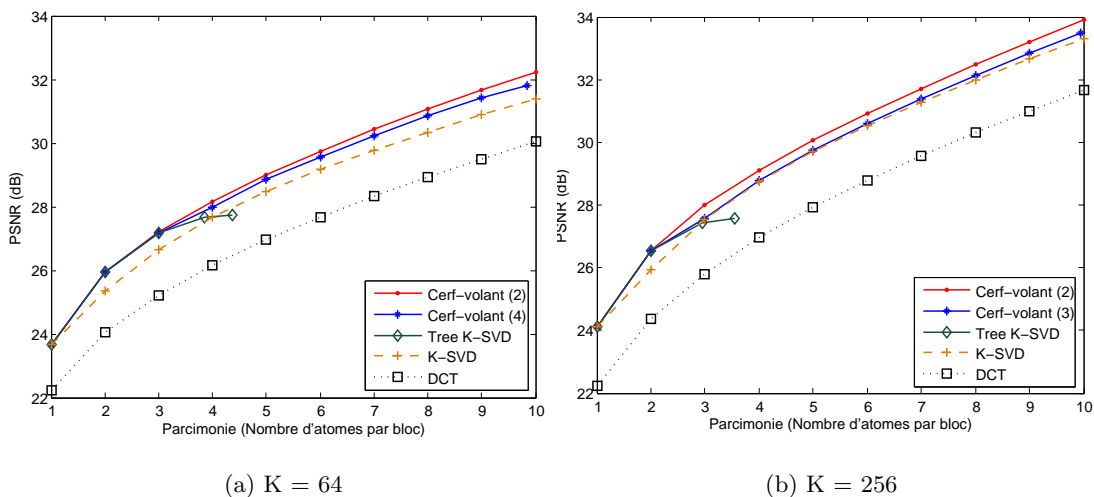 34
32
30
28
26
24
22
PSNR (dB)
1 2 3 4 5 6 7 8 9 10
Parcimonie (Nombre d'atomes par bloc)
Cerf−volant (2)
Cerf−volant (4)
Tree K−SVD
K−SVD
DCT
(a) K = 64
34
32
30
28
26
24
22
PSNR (dB)
1 2 3 4 5 6 7 8 9 10
Parcimonie (Nombre d'atomes par bloc)
Cerf−volant (2)
Cerf−volant (3)
Tree K−SVD
K−SVD
DCT
(b) K = 256